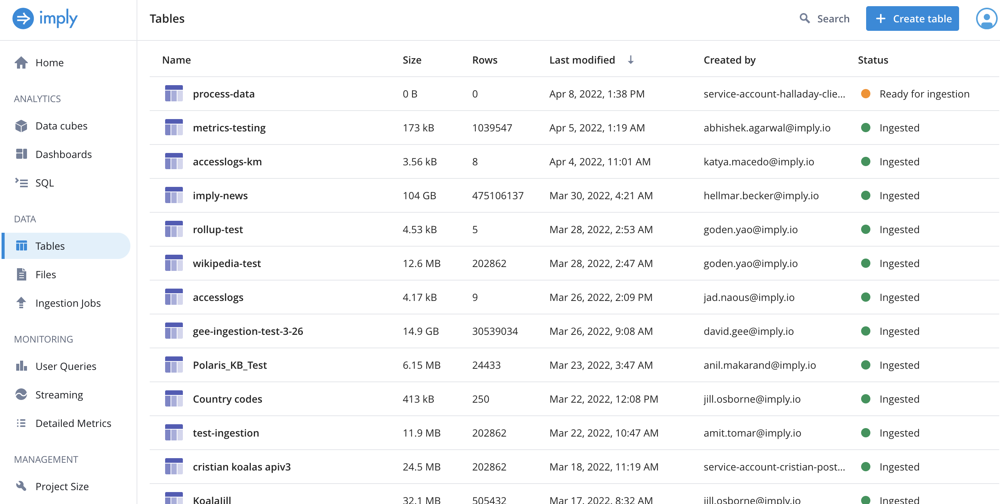 imply
Tables
Search
Create table
Home
ANALYTICS
Data cubes
Dashboards
SQL
DATA
Tables
Files
Ingestion Jobs
MONITORING
User Queries
Streaming
Detailed Metrics
MANAGEMENT
Project Size
Name Size Rows Last modified Created by Status
process-data 0 B 0 Apr 8, 2022, 1:38 PM service-account-halladay-clie... Ready for ingestion
metrics-testing 173 kB 1039547 Apr 5, 2022, 1:19 AM abhishek.agarwal@imply.io Ingested
accesslogs-km 3.56 kB 8 Apr 4, 2022, 11:01 AM katya.macedo@imply.io Ingested
imply-news 104 GB 475106137 Mar 30, 2022, 4:21 AM hellmar.becker@imply.io Ingested
rollup-test 4.53 kB 5 Mar 28, 2022, 2:53 AM goden.yao@imply.io Ingested
wikipedia-test 12.6 MB 202862 Mar 28, 2022, 2:47 AM goden.yao@imply.io Ingested
accesslogs 4.17 kB 9 Mar 26, 2022, 2:09 PM jad.naous@imply.io Ingested
gee-ingestion-test-3-26 14.9 GB 30539034 Mar 26, 2022, 9:08 AM david.gee@imply.io Ingested
Polaris_KB_Test 6.15 MB 24433 Mar 23, 2022, 3:47 AM anil.makarand@imply.io Ingested
Country codes 413 kB 250 Mar 22, 2022, 12:08 PM jill.osborne@imply.io Ingested
test-ingestion 11.9 MB 202862 Mar 22, 2022, 10:47 AM amit.tomar@imply.io Ingested
cristian koalas apiv3 24.5 MB 202862 Mar 18, 2022, 11:19 AM service-account-cristian-post... Ingested
KoalaJill 32.1 MB 505432 Mar 17, 2022, 8:32 AM jill.osborne@imply.io Ingested